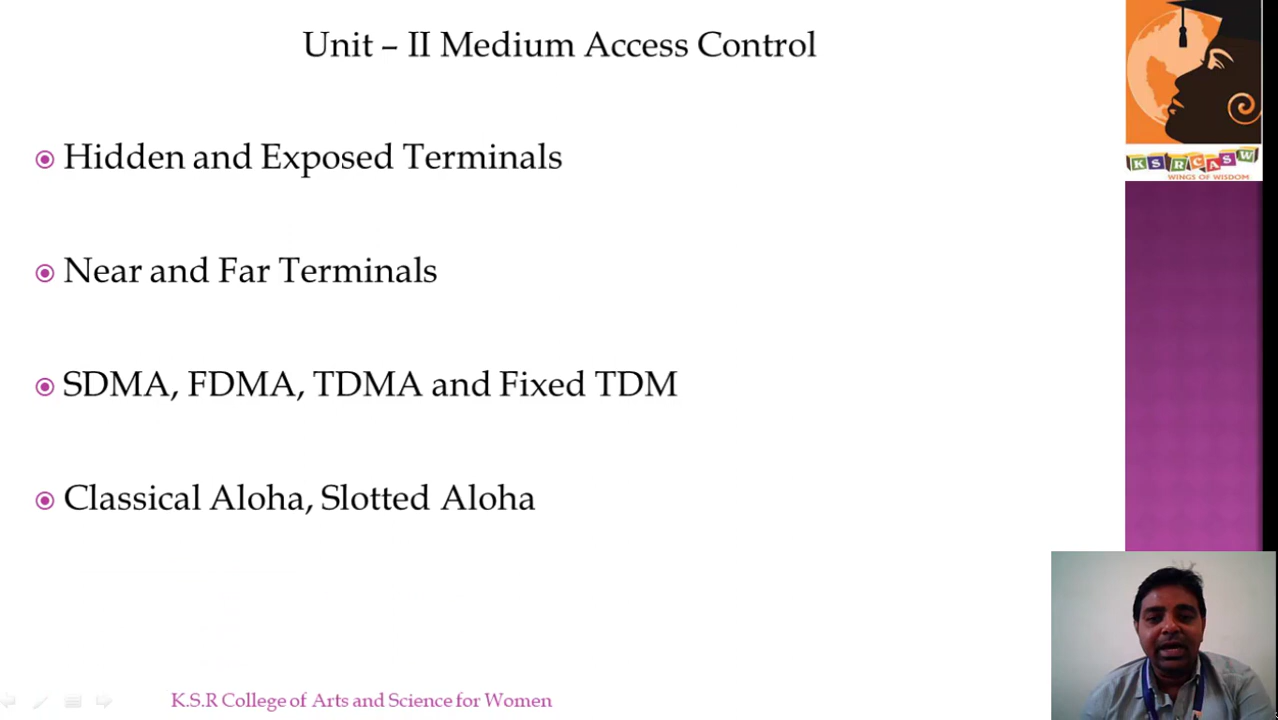 Unit – II Medium Access Control
Hidden and Exposed Terminals
Near and Far Terminals
SDMA, FDMA, TDMA and Fixed TDM
Classical Aloha, Slotted Aloha
KSRCASW
WINGS OF WISDOM
K.S.R College of Arts and Science for Women